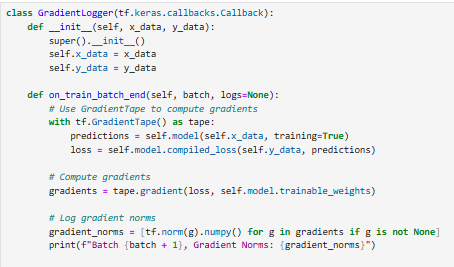 class GradientLogger(tf.keras.callbacks.Callback):
    def __init__(self, x_data, y_data):
        super().__init__()
        self.x_data = x_data
        self.y_data = y_data

    def on_train_batch_end(self, batch, logs=None):
        # Use GradientTape to compute gradients
        with tf.GradientTape() as tape:
            predictions = self.model(self.x_data, training=True)
            loss = self.model.compiled_loss(self.y_data, predictions)

        # Compute gradients
        gradients = tape.gradient(loss, self.model.trainable_weights)

        # Log gradient norms
        gradient_norms = [tf.norm(g).numpy() for g in gradients if g is not None]
        print(f"Batch {batch + 1}, Gradient Norms: {gradient_norms}")